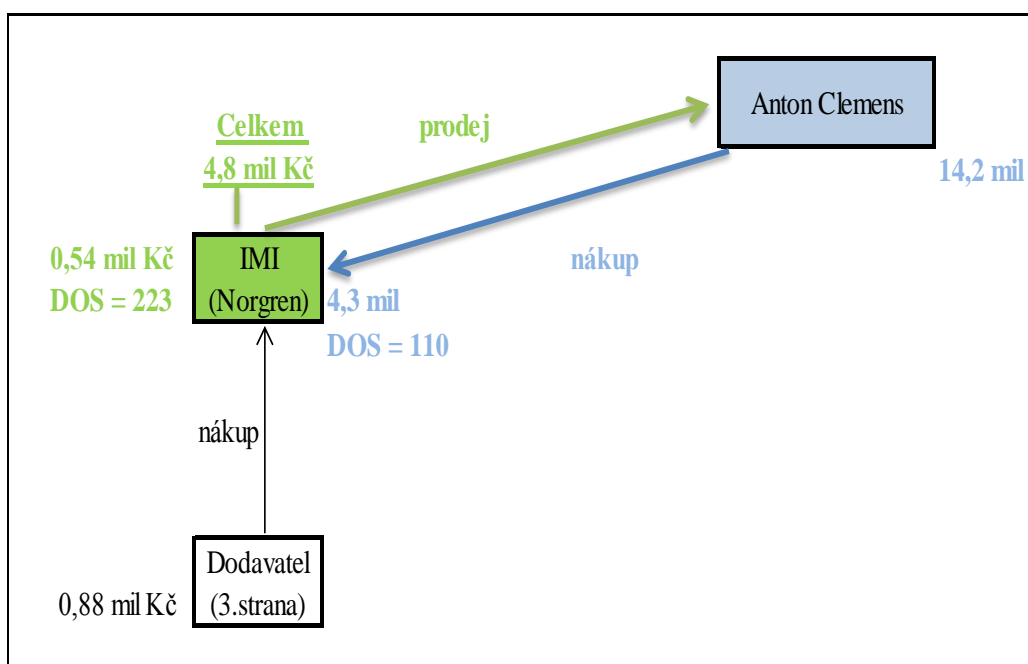 Anton Clemens
14,2 mil
Celkem
4,8 mil Kč
prodej
nákup
0,54 mil Kč
DOS = 223
IMI
(Norgren)
4,3 mil
DOS = 110
nákup
Dodavatel
(3.strana)
0,88 mil Kč